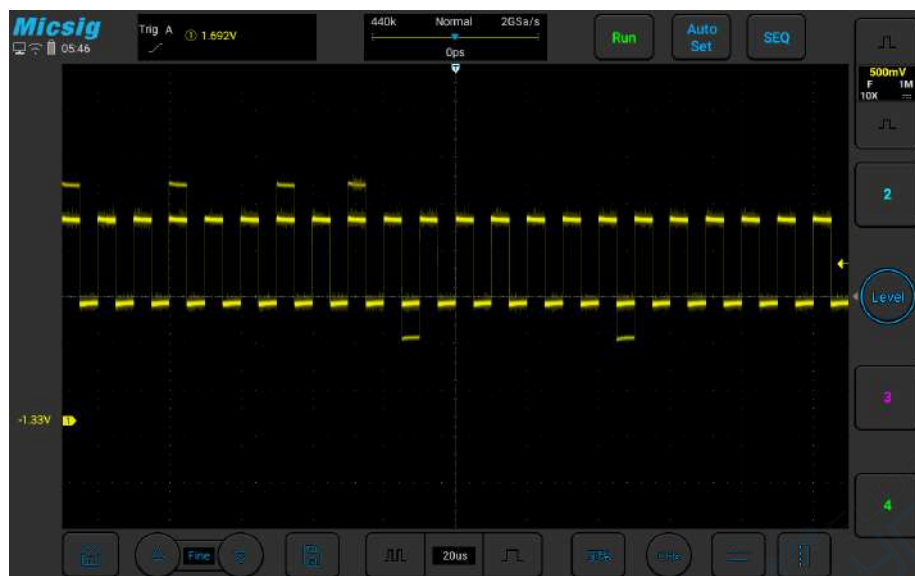 Micsig
05:46
Trig A
① 1.692V
440k Normal 2GSa/s
0ps
Run
Auto
Set
SEQ
T
500mV
F 1M
10X
2
Level
3
-1.33V
1
4
Fine
20us